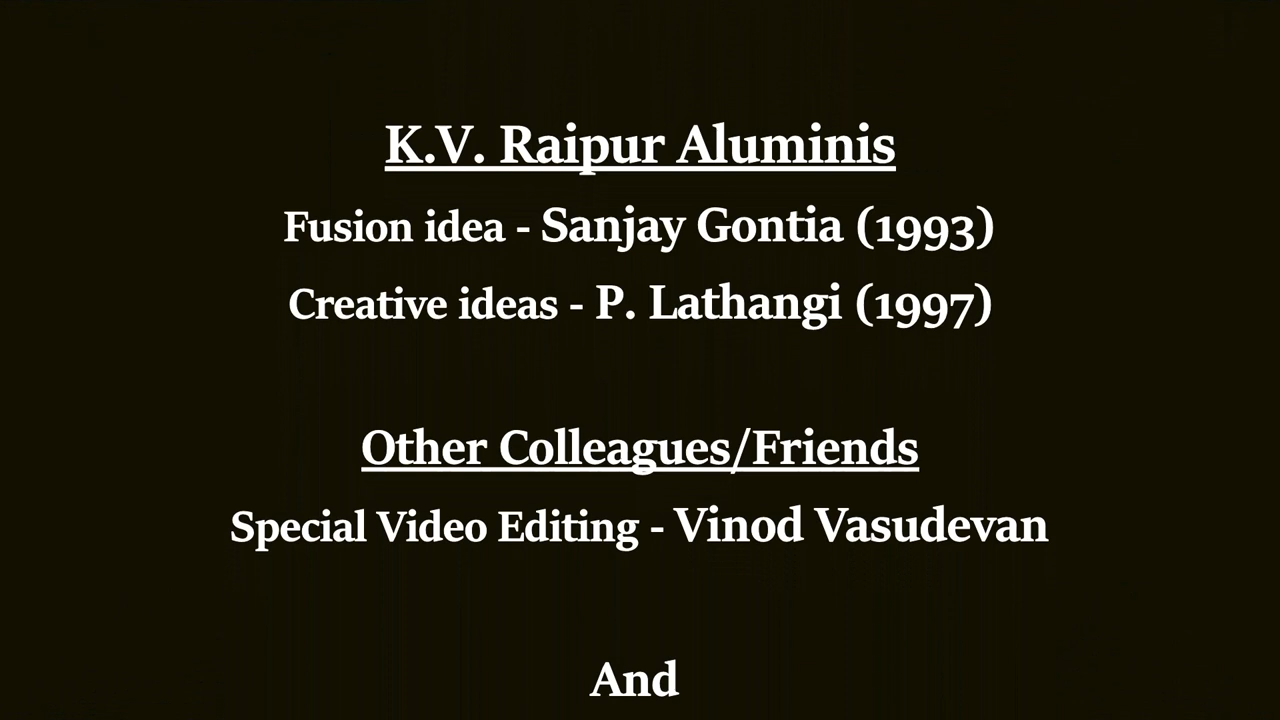 K.V. Raipur Aluminis
Fusion idea - Sanjay Gontia (1993)
Creative ideas - P. Lathangi (1997)
Other Colleagues/Friends
Special Video Editing - Vinod Vasudevan
And